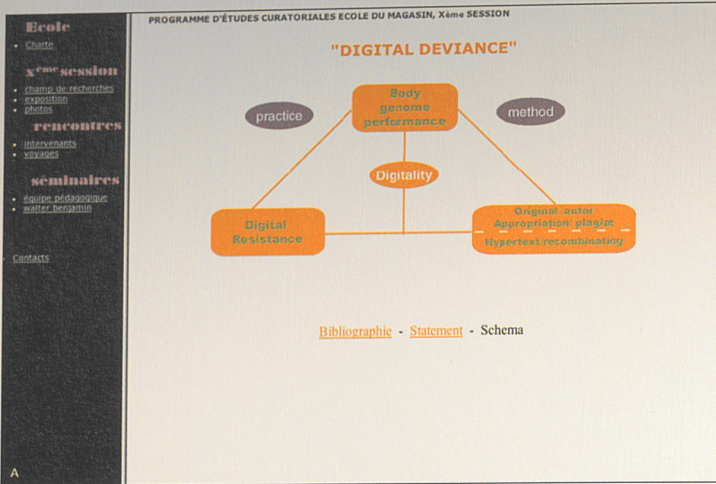 PROGRAMME D'ÉTUDES CURATORIALES ECOLE DU MAGASIN, Xème SESSION
Ecole
Charte
xème session
champ de recherches
exposition
photos
rencontres
intervenants
voyages
séminaires
équipe pédagogique
walter benjamin
Contacts
"DIGITAL DEVIANCE"
Body
genome
performance
practice
method
Digitality
Digital
Resistance
Original /autor
Appropriation: plagiat
Hypertext/recombinating
Bibliographie - Statement - Schema
A